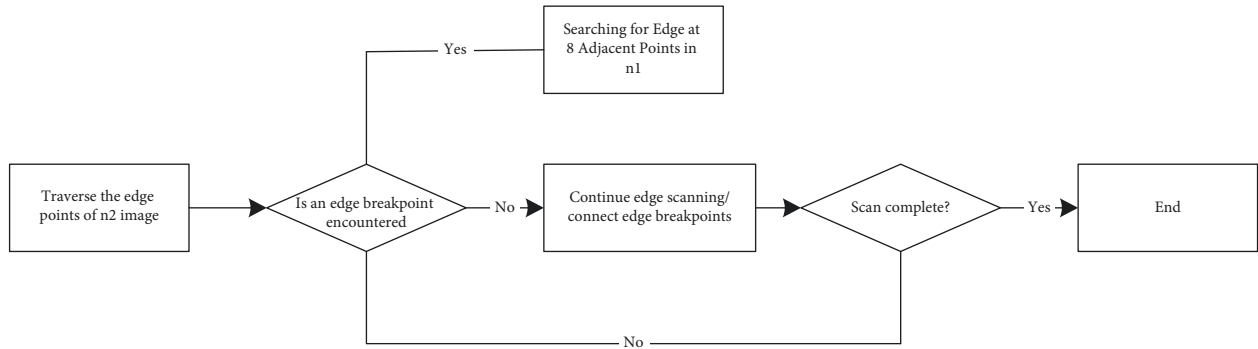 Yes
Searching for Edge at
8 Adjacent Points in
n1
Traverse the edge
points of n2 image
Is an edge breakpoint
encountered
No
Continue edge scanning/
connect edge breakpoints
Scan complete?
Yes
End
No